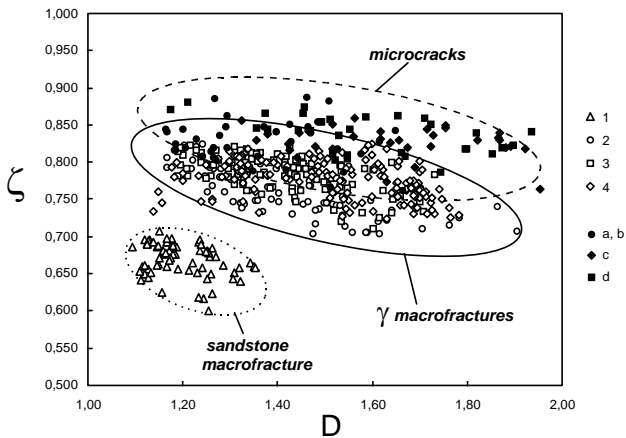 1,000
0,950
0,900
0,850
0,800
0,750
0,700
0,650
0,600
0,550
0,500
ζ
microcracks
γ macrofractures
sandstone
macrofracture
1
2
3
4
a, b
c
d
1,00 1,20 1,40 1,60 1,80 2,00
D